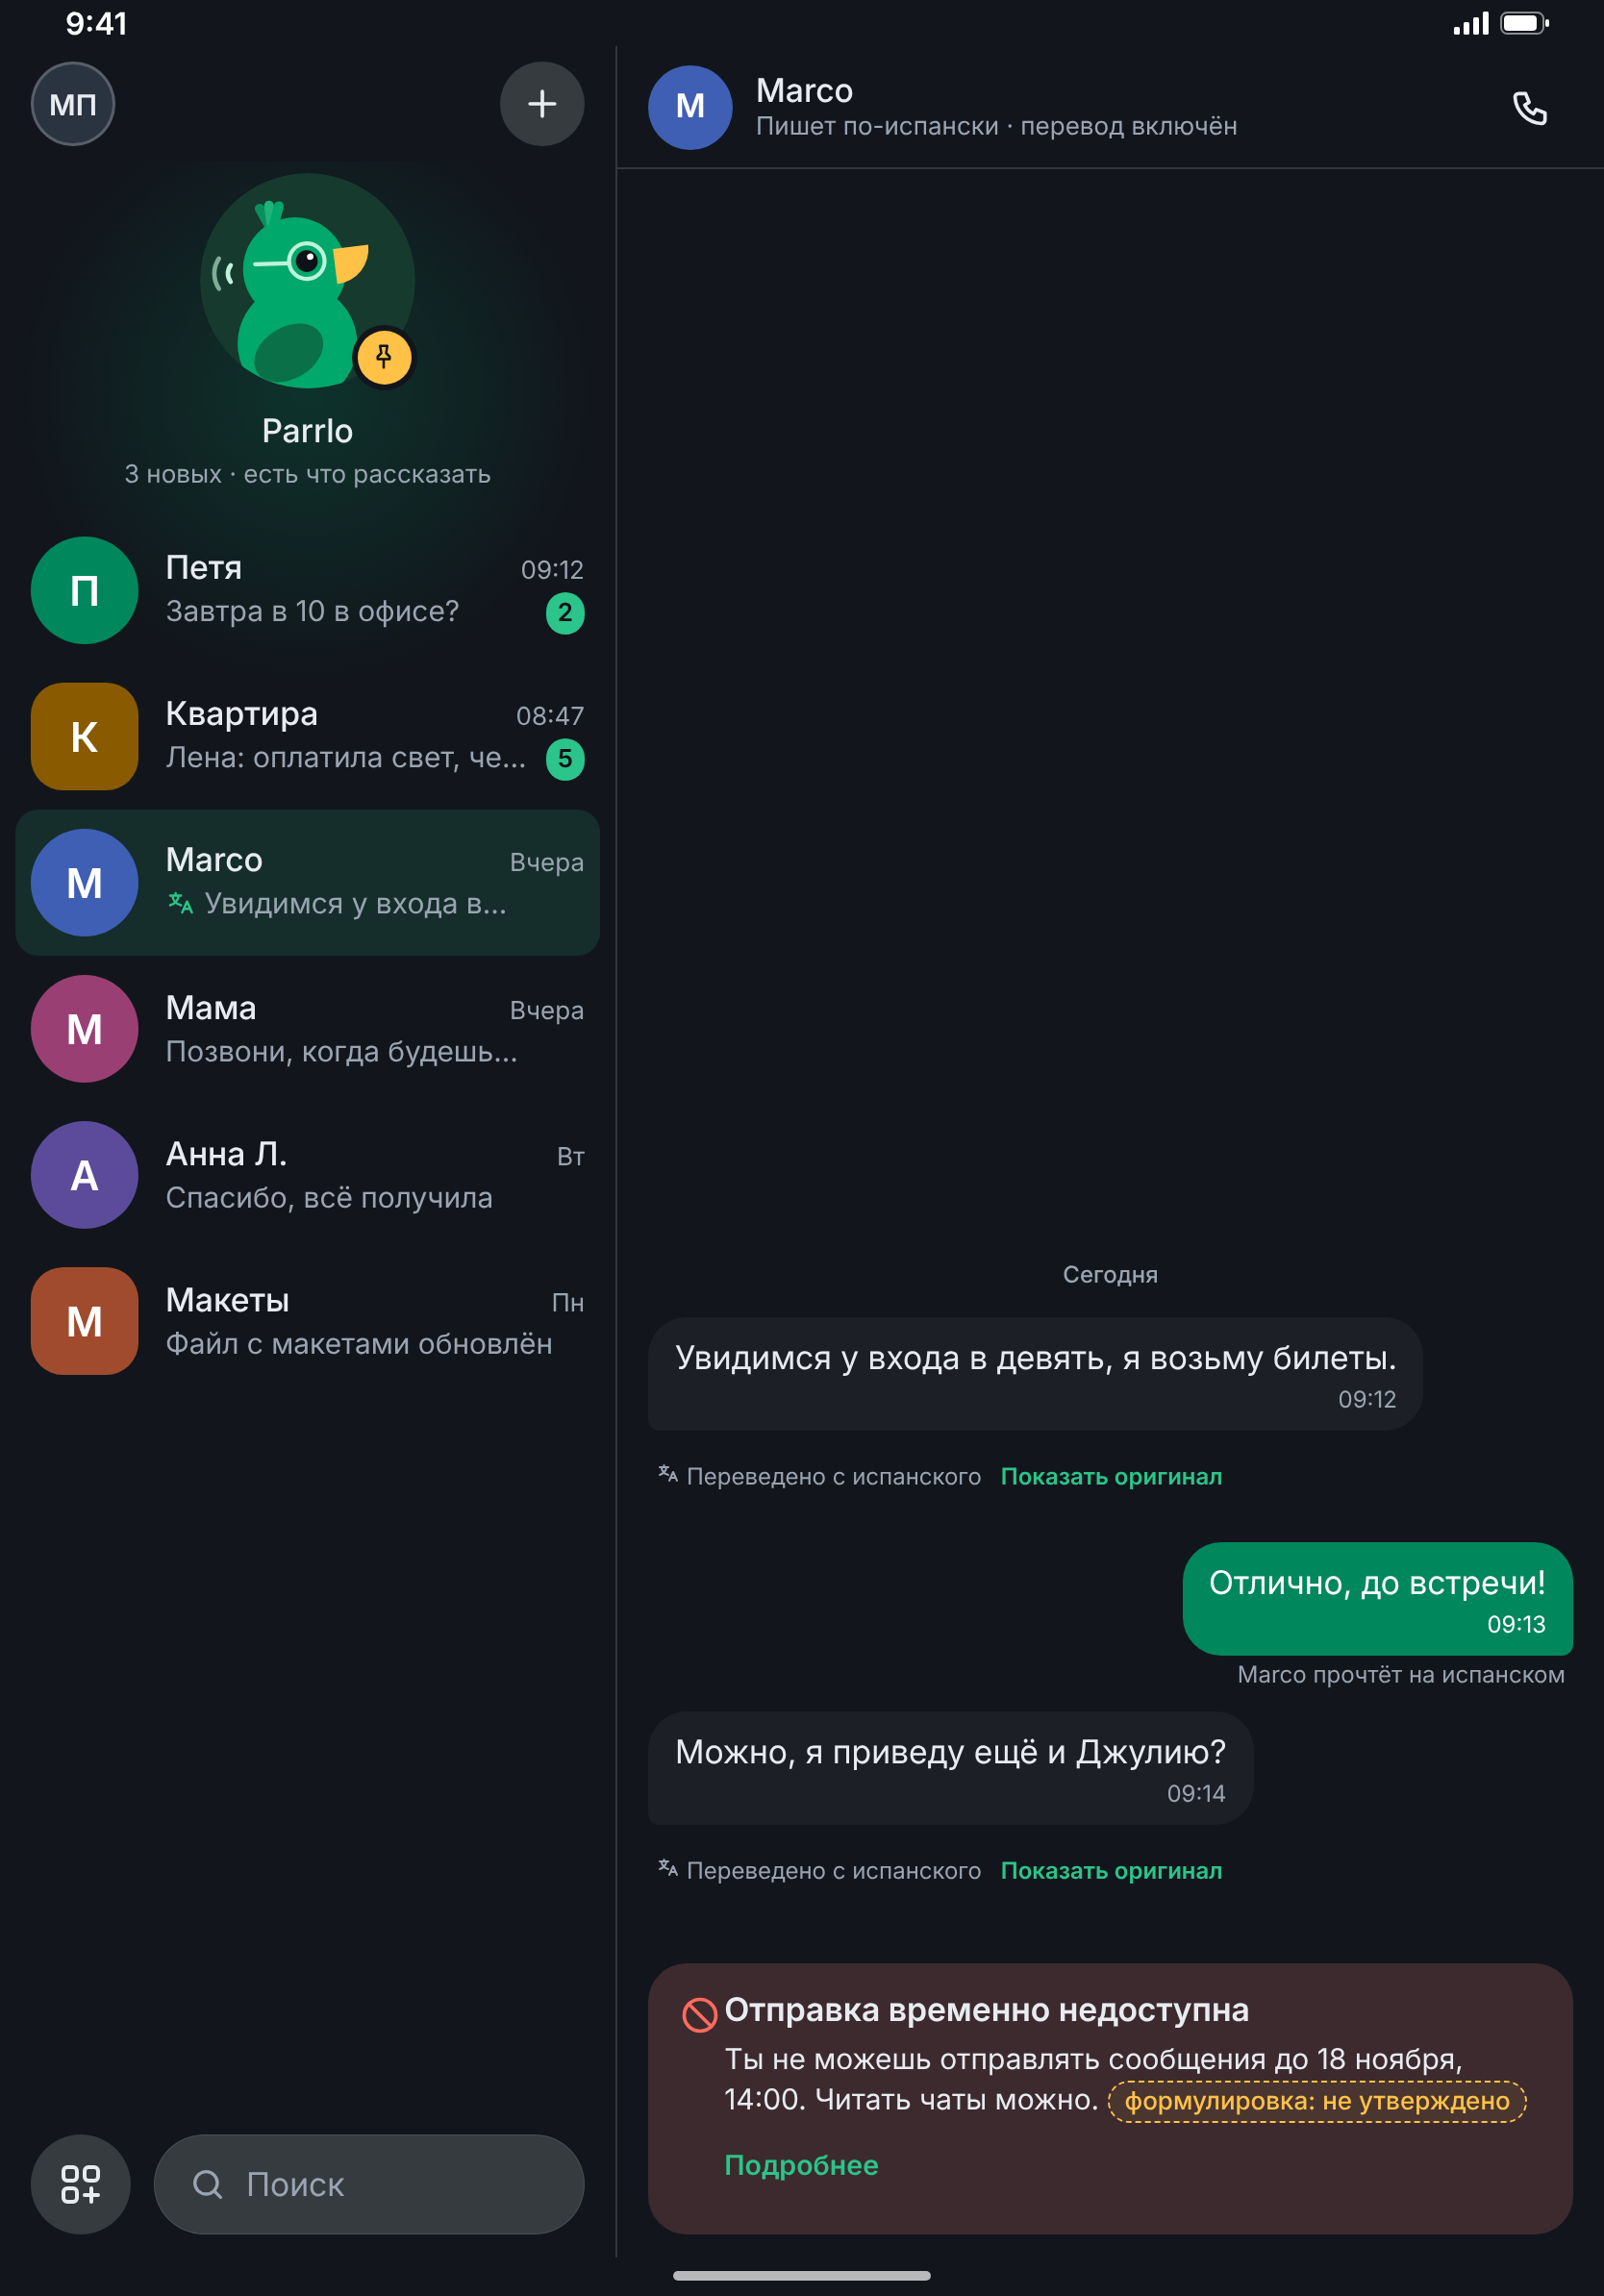 9:41
МП
Parrlo
3 новых · есть что рассказать
П
Петя
09:12
Завтра в 10 в офисе?
2
К
Квартира
08:47
Лена: оплатила свет, че...
5
M
Marco
Вчера
Увидимся у входа в...
М
Мама
Вчера
Позвони, когда будешь...
А
Анна Л.
Вт
Спасибо, всё получила
М
Макеты
Пн
Файл с макетами обновлён
Поиск
M
Marco
Пишет по-испански · перевод включён
Сегодня
Увидимся у входа в девять, я возьму билеты.
09:12
Переведено с испанского Показать оригинал
Отлично, до встречи!
09:13
Marco прочтёт на испанском
Можно, я приведу ещё и Джулию?
09:14
Переведено с испанского Показать оригинал
Отправка временно недоступна
Ты не можешь отправлять сообщения до 18 ноября,
14:00. Читать чаты можно. формулировка: не утверждено
Подробнее